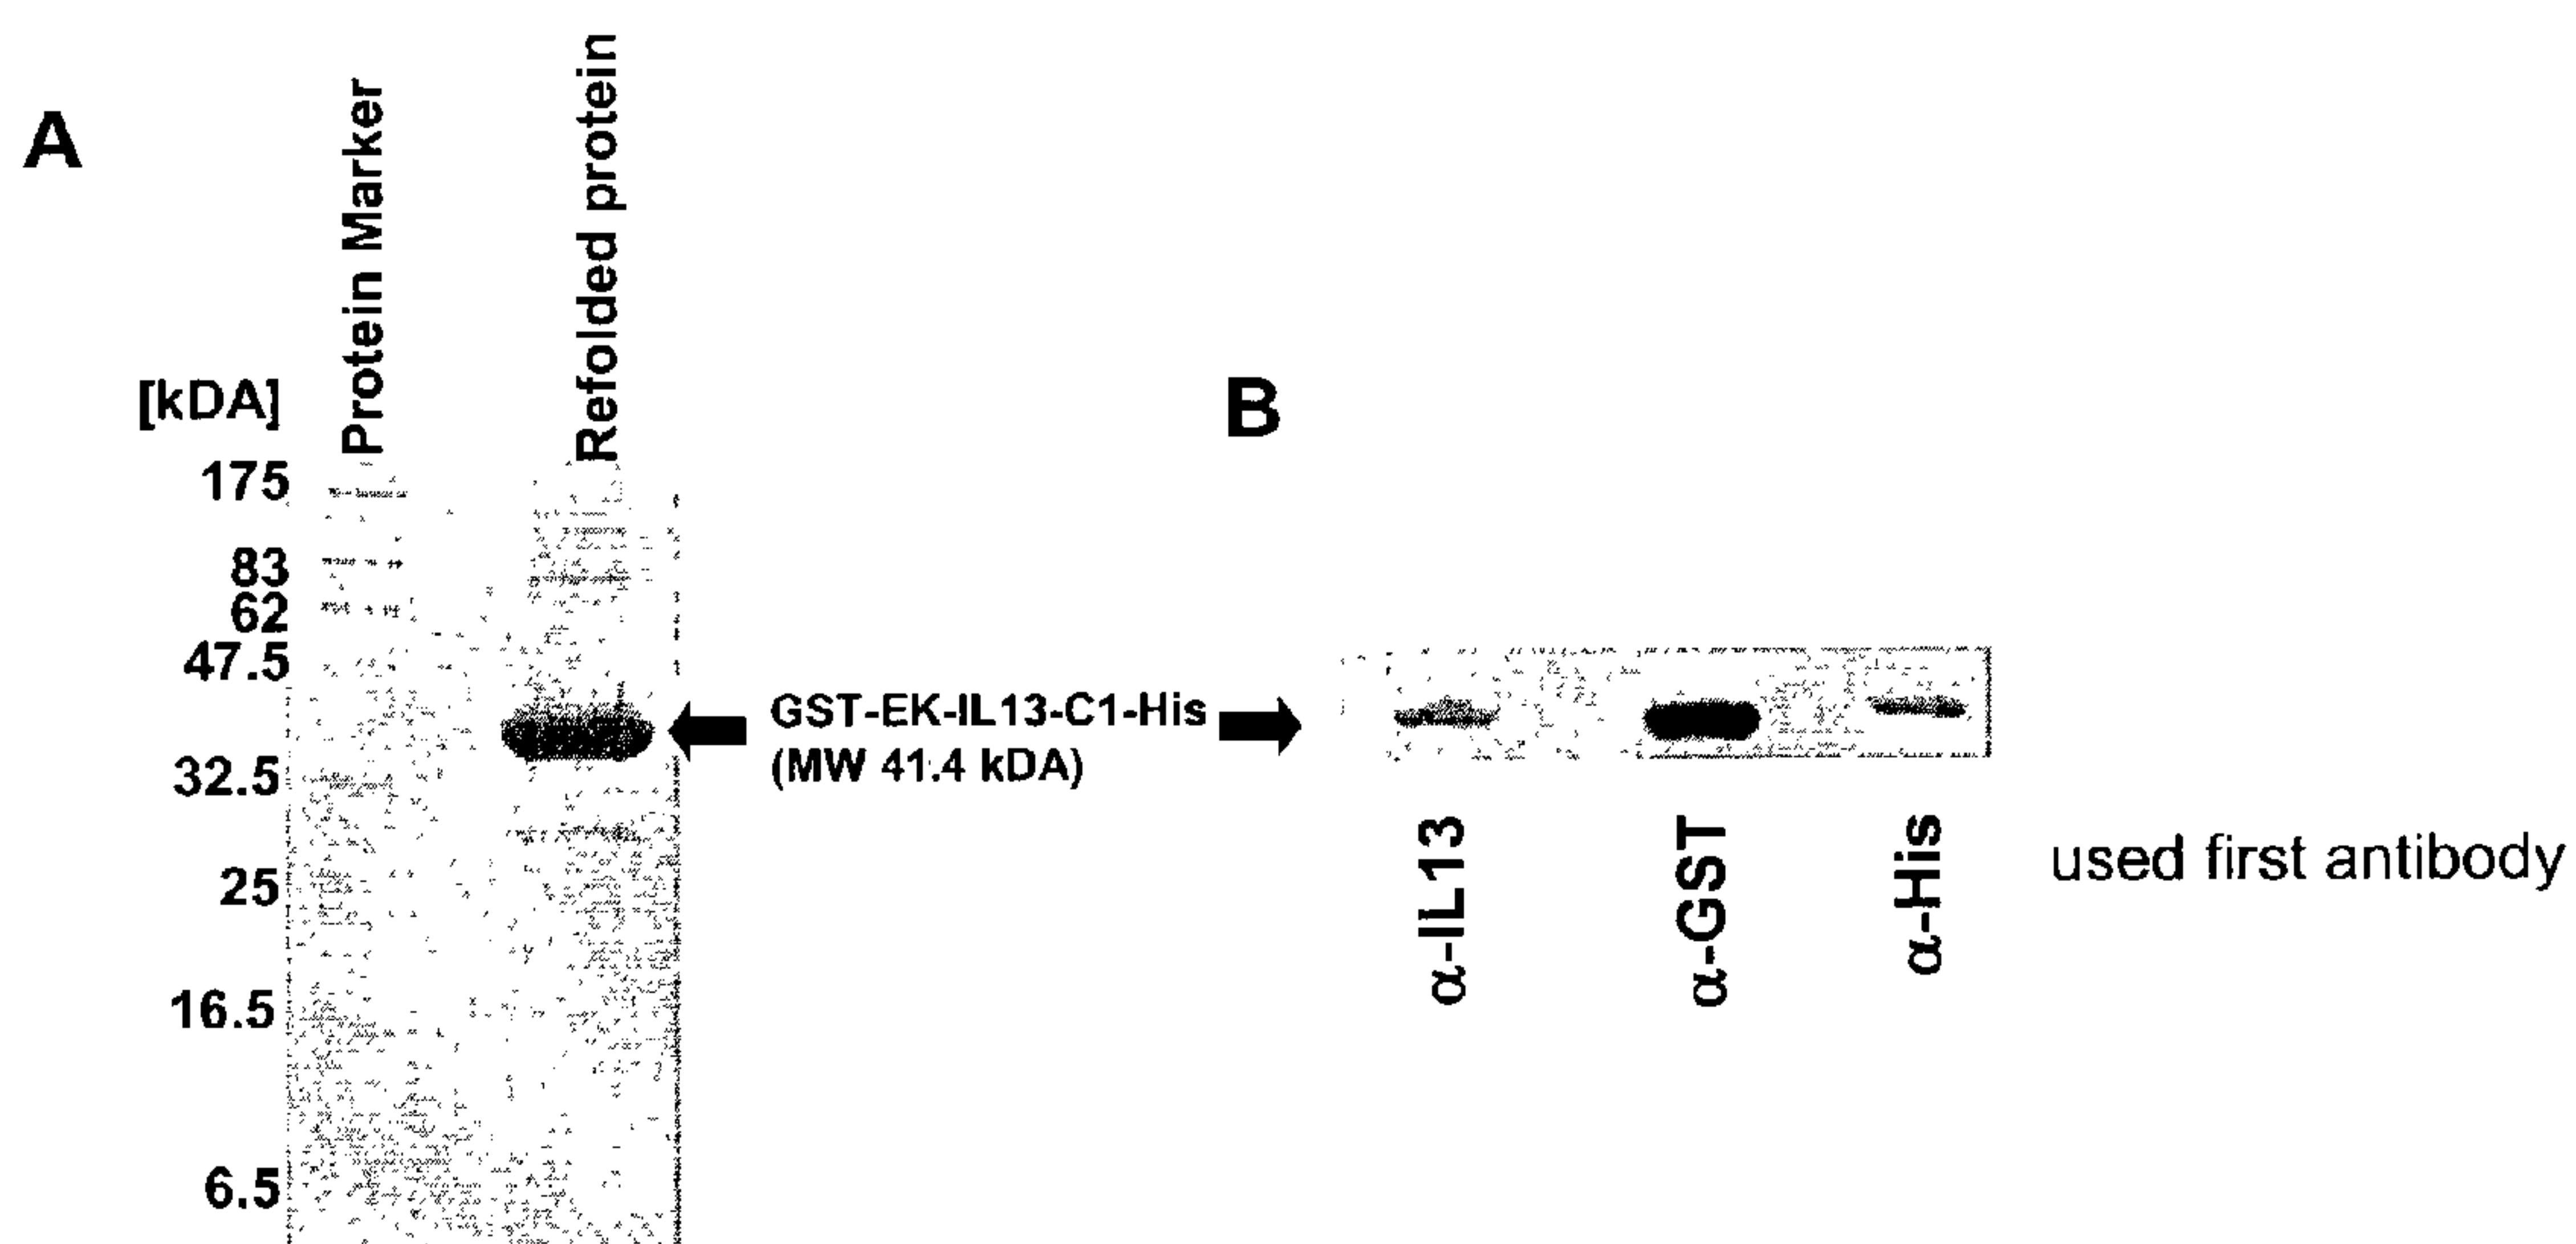 A
Protein Marker
Refolded protein
[kDA]
175
83
62
47.5
32.5
25
16.5
6.5
GST-EK-IL13-C1-His
(MW 41.4 kDA)
B
α-IL13
α-GST
α-His
used first antibody